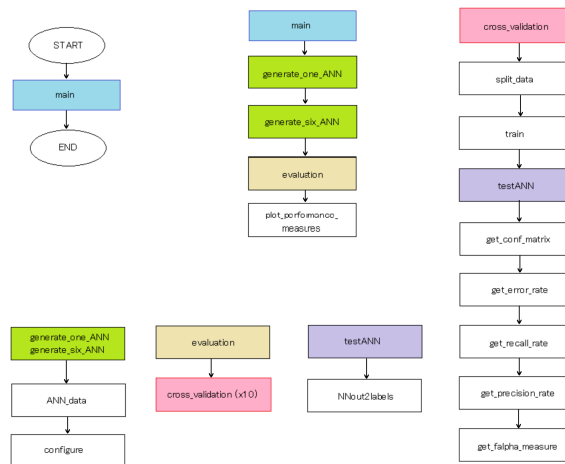 START
main
END
main
generate_one_ANN
generate_six_ANN
evaluation
plot_performance_
measures
cross_validation
split_data
train
testANN
get_conf_matrix
get_error_rate
get_recall_rate
get_precision_rate
get_falpha_measure
generate_one_ANN
generate_six_ANN
ANN_data
configure
evaluation
cross_validation (x10)
testANN
NNout2labels